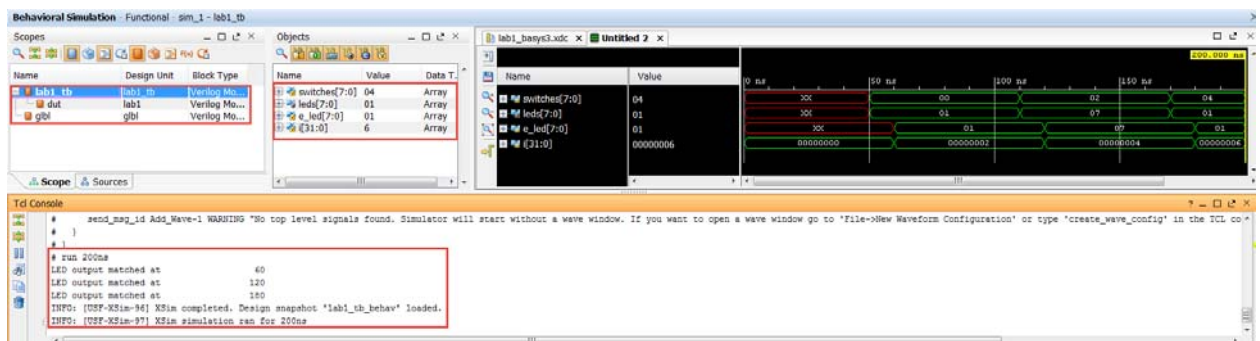 Behavioral Simulation - Functional - sim_1 - lab1_tb
Scopes
Name Design Unit Block Type
lab1_tb lab1_tb Verilog Mo...
dut lab1 Verilog Mo...
glbl glbl Verilog Mo...
Scope Sources
Objects
Name Value Data T...
switches[7:0] 04 Array
leds[7:0] 01 Array
e_led[7:0] 01 Array
i[31:0] 6 Array
lab1_basys3.xdc Untitled 2
200.000 ns
Name Value 0 ns 50 ns 100 ns 150 ns
switches[7:0] 04 XX 00 02 04
leds[7:0] 01 XX 01 07 01
e_led[7:0] 01 XX 01 07 01
i[31:0] 00000006 00000000 00000002 00000004 00000006
Tcl Console
# send_msg_id Add_Wave-1 WARNING "No top level signals found. Simulator will start without a wave window. If you want to open a wave window go to 'File->New Waveform Configuration' or type 'create_wave_config' in the TCL co
# }
# }
# run 200ns
LED output matched at 60
LED output matched at 120
LED output matched at 180
INFO: [USF-XSim-96] XSim completed. Design snapshot 'lab1_tb_behav' loaded.
INFO: [USF-XSim-97] XSim simulation ran for 200ns